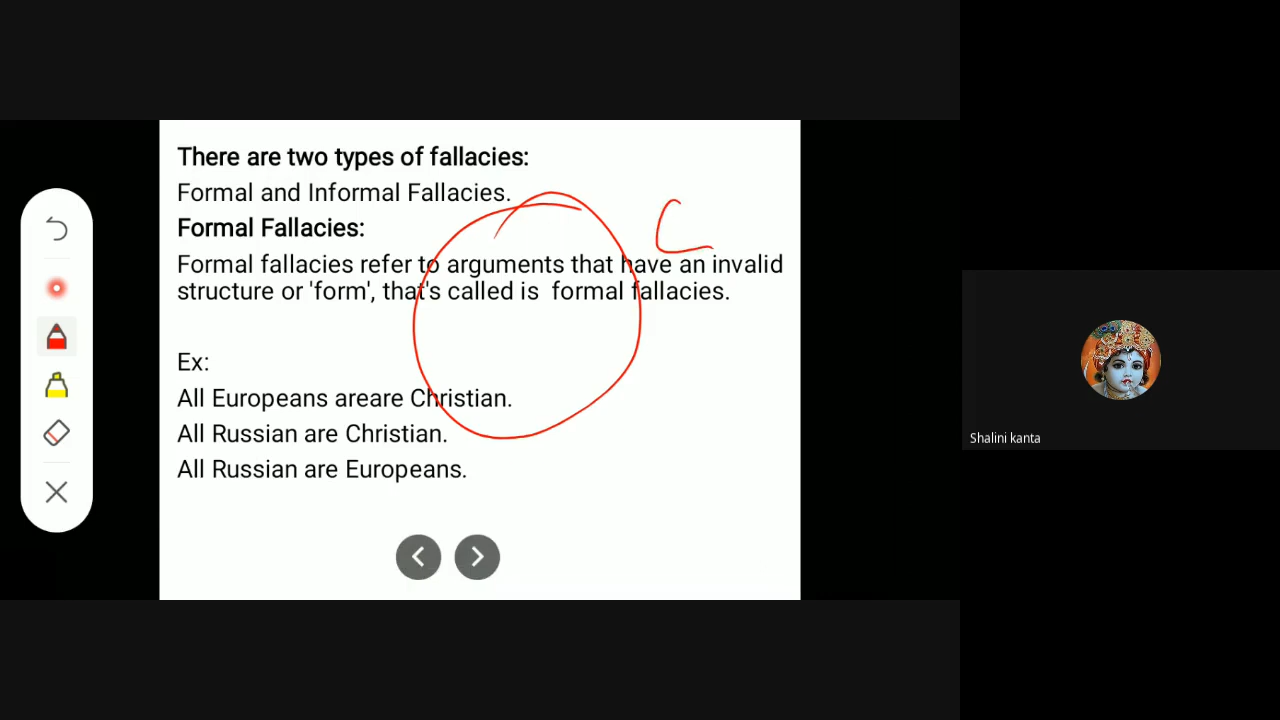 There are two types of fallacies:
Formal and Informal Fallacies.
C
Formal Fallacies:
Formal fallacies refer to arguments that have an invalid
structure or 'form', that's called is formal fallacies.
Ex:
All Europeans areare Christian.
All Russian are Christian.
All Russian are Europeans.
Shalini kanta